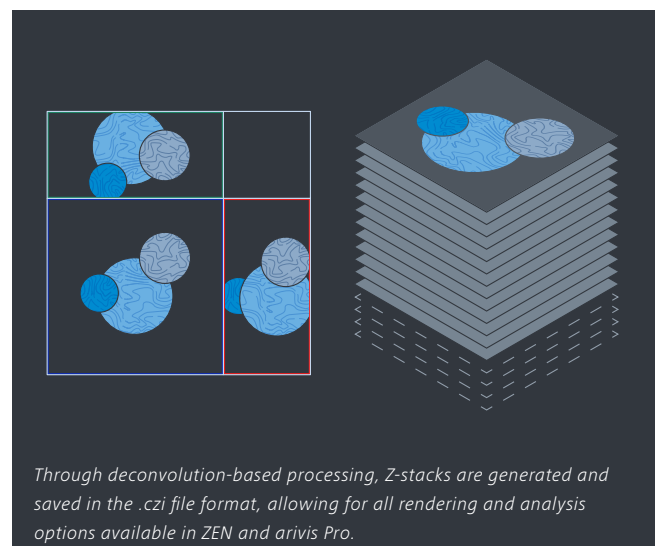 Through deconvolution-based processing, Z-stacks are generated and
saved in the .czi file format, allowing for all rendering and analysis
options available in ZEN and arivis Pro.